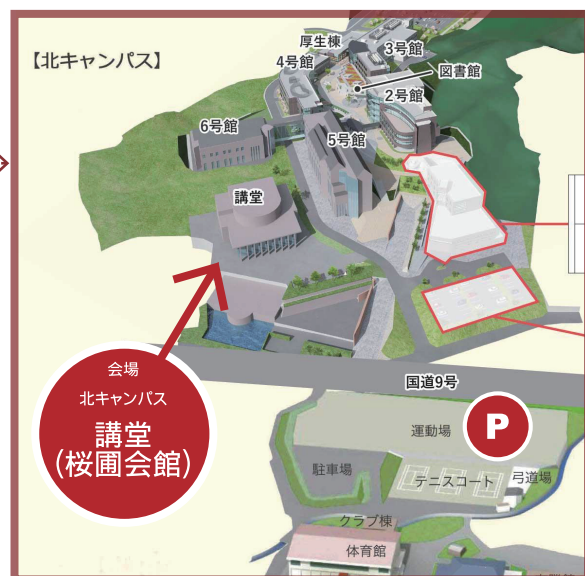 【北キャンパス】
厚生棟
3号館
4号館
図書館
2号館
5号館
6号館
講堂
会場
北キャンパス
講堂
(桜圃会館)
国道9号
運動場
P
駐車場
テニスコート
弓道場
クラブ棟
体育館